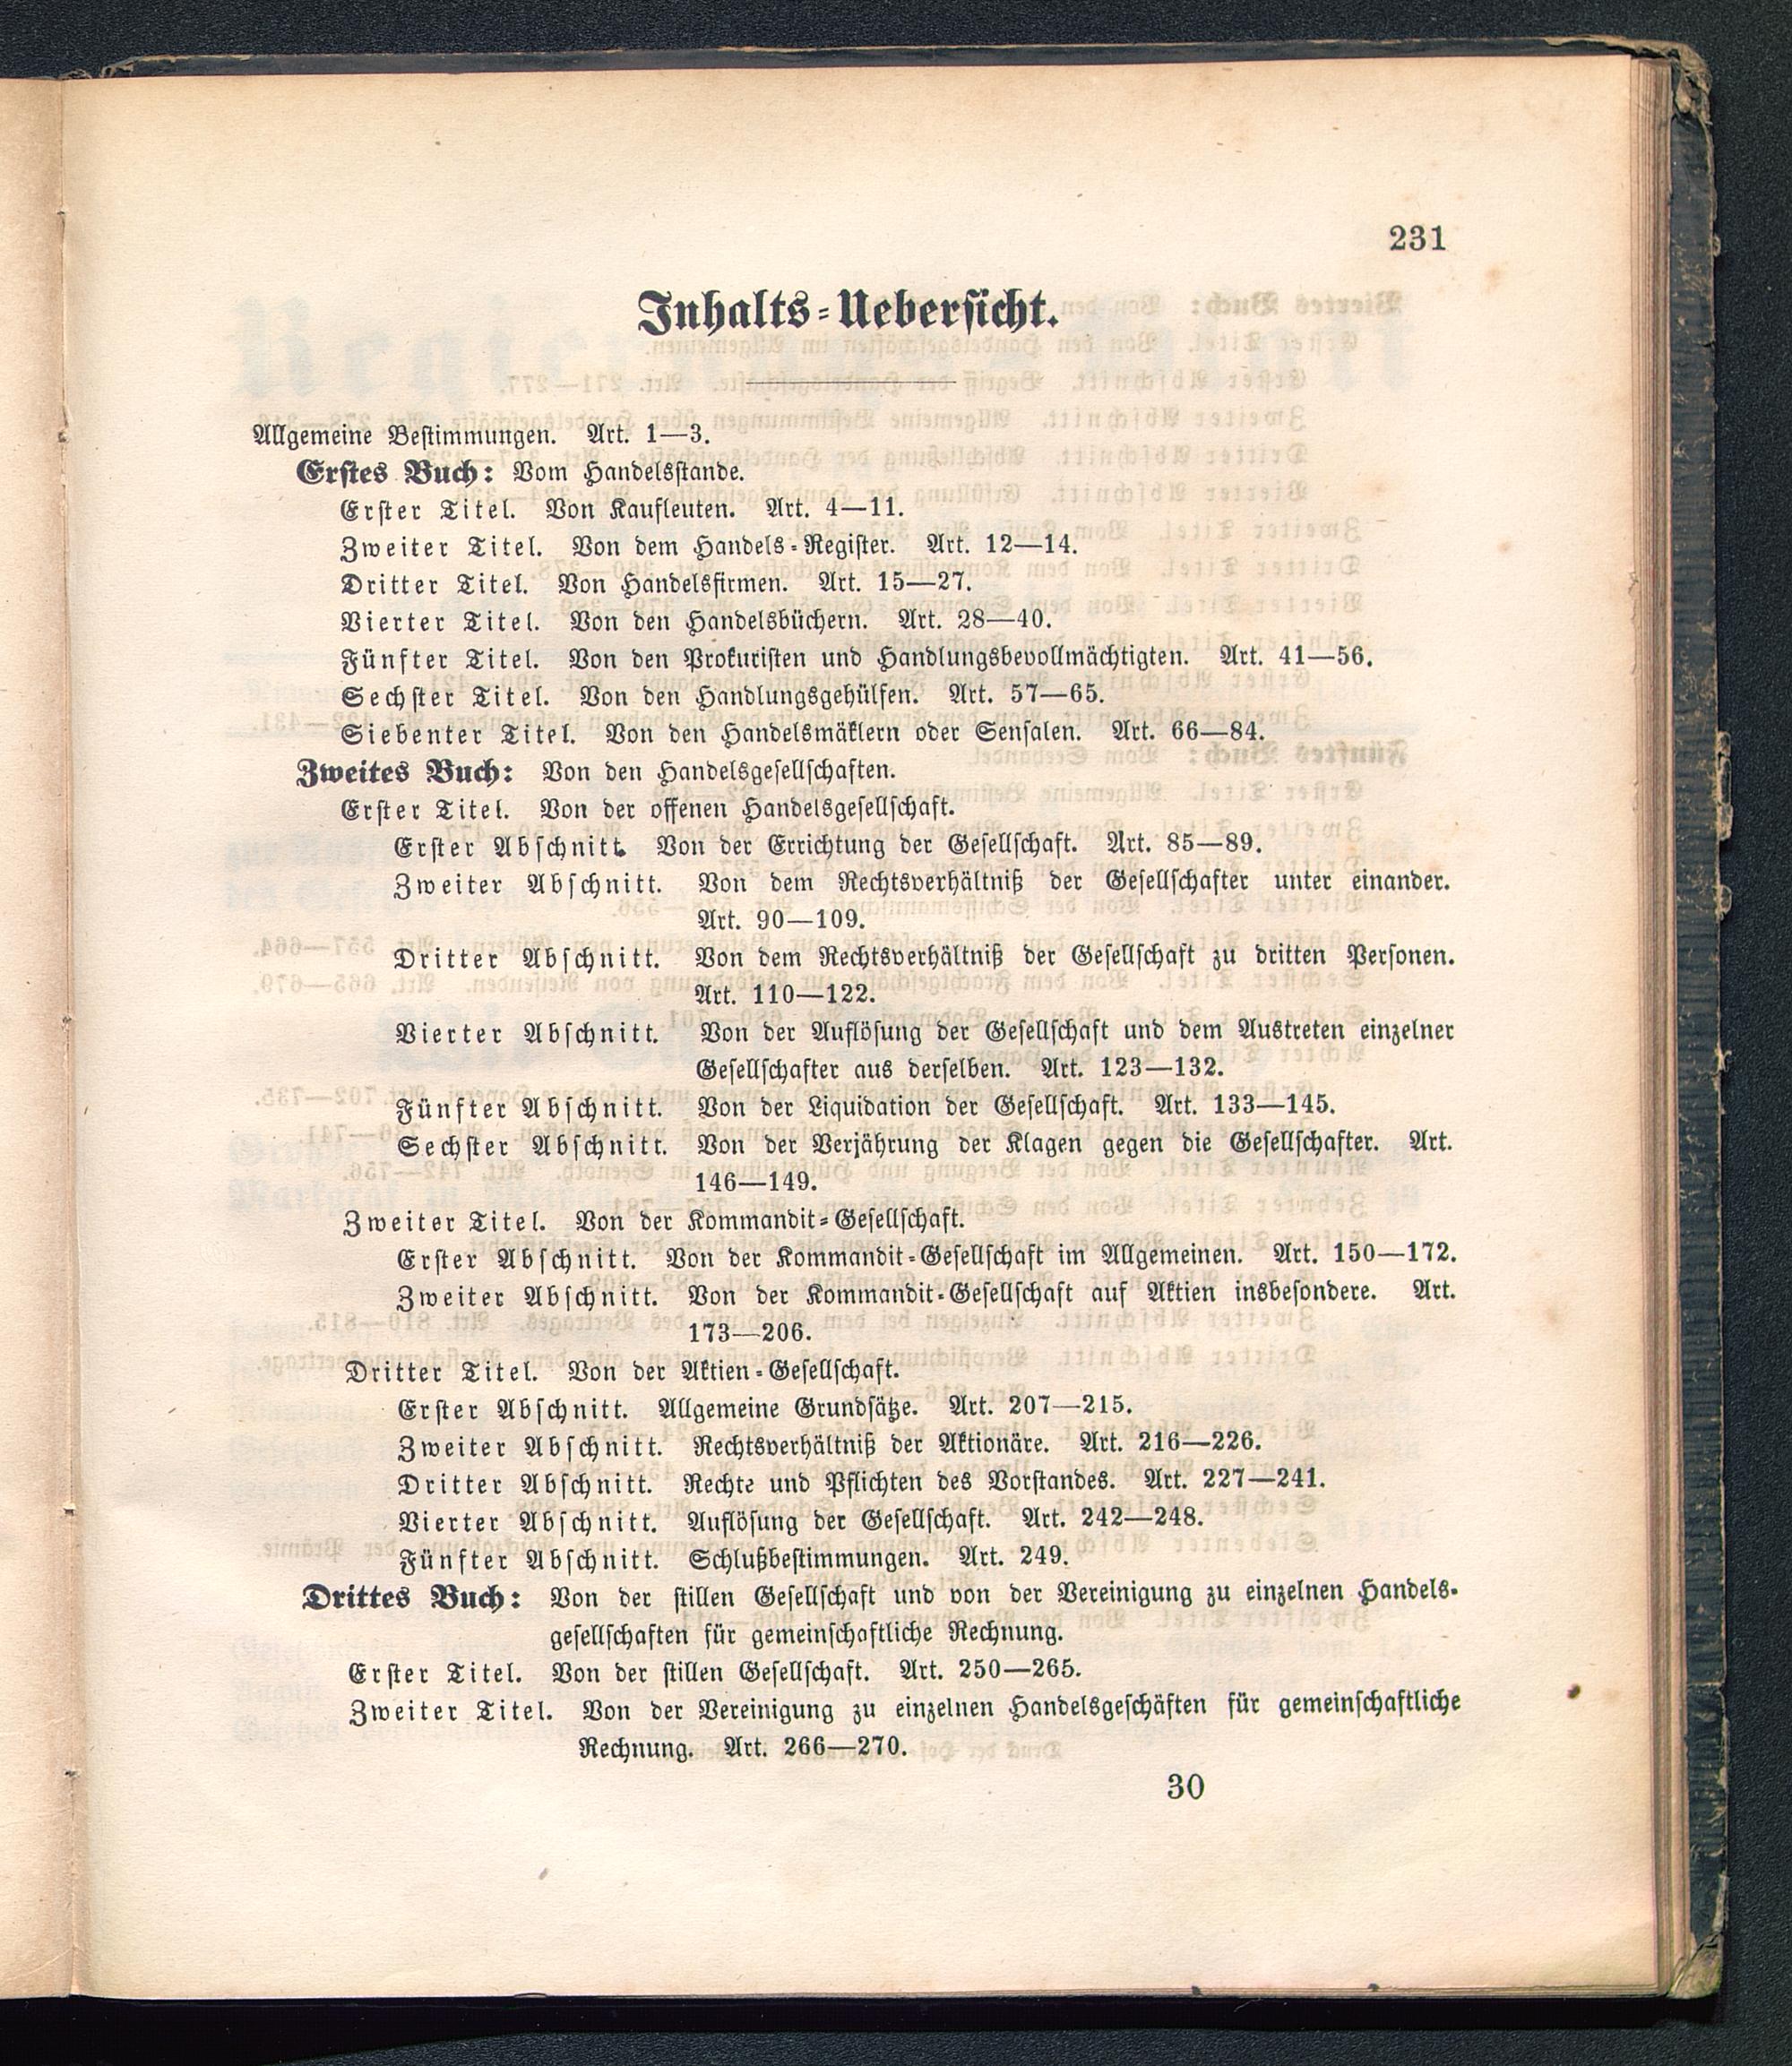 231
Inhalts-Uebersicht.
Allgemeine Bestimmungen. Art. 1—3.
Erstes Buch: Vom Handelsstande.
Erster Titel. Von Kaufleuten. Art. 4—11.
Zweiter Titel. Von dem Handels-Register. Art. 12—14.
Dritter Titel. Von Handelsfirmen. Art. 15—27.
Vierter Titel. Von den Handelsbüchern. Art. 28—40.
Fünfter Titel. Von den Prokuristen und Handlungsbevollmächtigten. Art. 41—56.
Sechster Titel. Von den Handlungsgehülfen. Art. 57—65.
Siebenter Titel. Von den Handelsmäklern oder Sensalen. Art. 66—84.
Zweites Buch: Von den Handelsgesellschaften.
Erster Titel. Von der offenen Handelsgesellschaft.
Erster Abschnitt. Von der Errichtung der Gesellschaft. Art. 85—89.
Zweiter Abschnitt. Von dem Rechtsverhältniß der Gesellschafter unter einander.
Art. 90—109.
Dritter Abschnitt. Von dem Rechtsverhältniß der Gesellschaft zu dritten Personen.
Art. 110—122.
Vierter Abschnitt. Von der Auflösung der Gesellschaft und dem Austreten einzelner
Gesellschafter aus derselben. Art. 123—132.
Fünfter Abschnitt. Von der Liquidation der Gesellschaft. Art. 133—145.
Sechster Abschnitt. Von der Verjährung der Klagen gegen die Gesellschafter. Art.
146—149.
Zweiter Titel. Von der Kommandit-Gesellschaft.
Erster Abschnitt. Von der Kommandit-Gesellschaft im Allgemeinen. Art. 150—172.
Zweiter Abschnitt. Von der Kommandit-Gesellschaft auf Aktien insbesondere. Art.
173—206.
Dritter Titel. Von der Aktien-Gesellschaft.
Erster Abschnitt. Allgemeine Grundsätze. Art. 207—215.
Zweiter Abschnitt. Rechtsverhältniß der Aktionäre. Art. 216—226.
Dritter Abschnitt. Rechte und Pflichten des Vorstandes. Art. 227—241.
Vierter Abschnitt. Auflösung der Gesellschaft. Art. 242—248.
Fünfter Abschnitt. Schlußbestimmungen. Art. 249.
Drittes Buch: Von der stillen Gesellschaft und von der Vereinigung zu einzelnen Handels-
gesellschaften für gemeinschaftliche Rechnung.
Erster Titel. Von der stillen Gesellschaft. Art. 250—265.
Zweiter Titel. Von der Vereinigung zu einzelnen Handelsgeschäften für gemeinschaftliche
Rechnung. Art. 266—270.
30